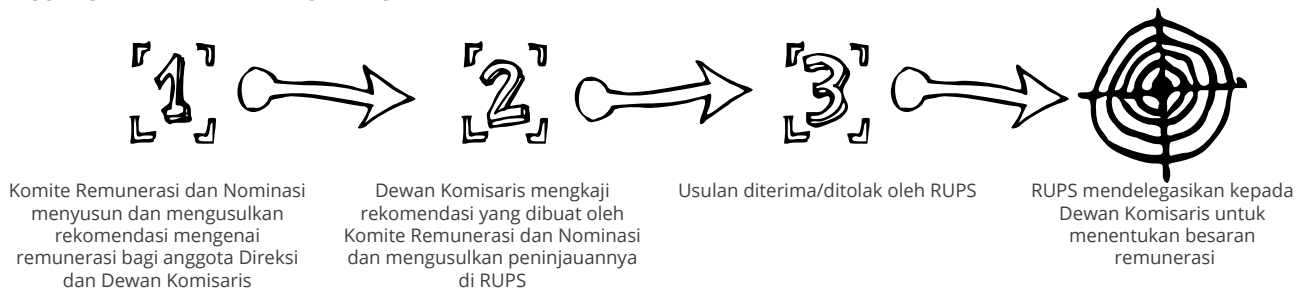 1
2
3
Komite Remunerasi dan Nominasi
menyusun dan mengusulkan
rekomendasi mengenai
remunerasi bagi anggota Direksi
dan Dewan Komisaris
Dewan Komisaris mengkaji
rekomendasi yang dibuat oleh
Komite Remunerasi dan Nominasi
dan mengusulkan peninjauannya
di RUPS
Usulan diterima/ditolak oleh RUPS
RUPS mendelegasikan kepada
Dewan Komisaris untuk
menentukan besaran
remunerasi